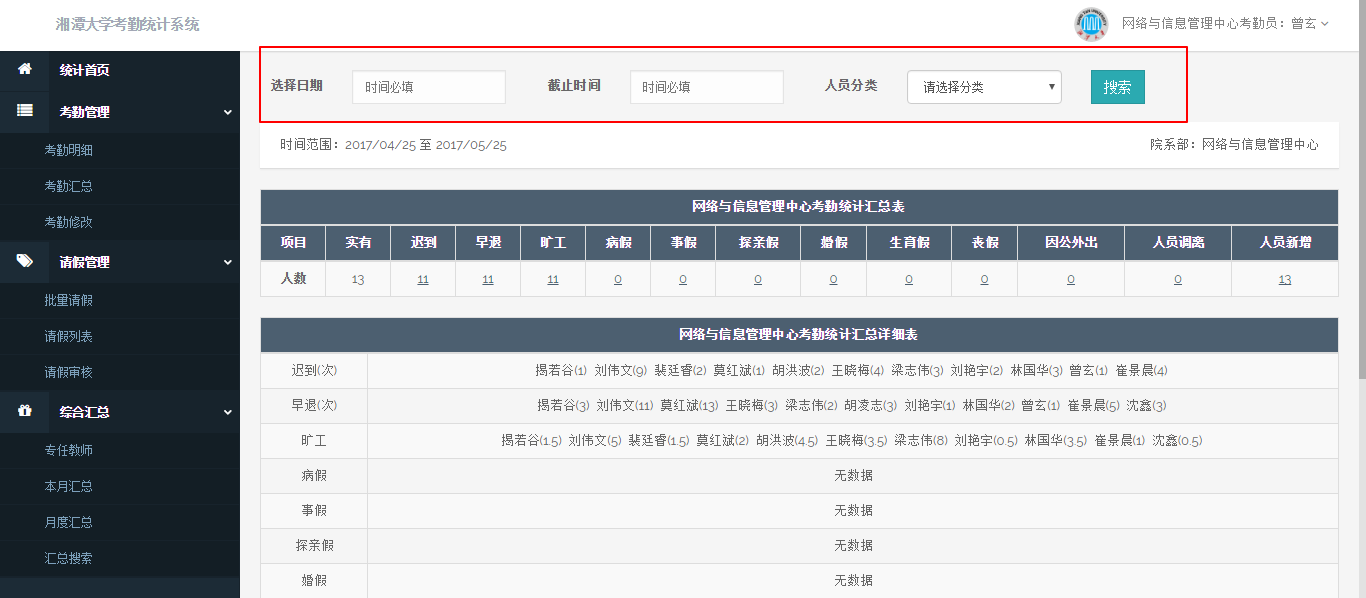 湘潭大学考勤统计系统
网络与信息管理中心考勤员：曾玄
统计首页
考勤管理
考勤明细
考勤汇总
考勤修改
请假管理
批量请假
请假列表
请假审核
综合汇总
专任教师
本月汇总
月度汇总
汇总搜索
选择日期 时间必填 截止时间 时间必填 人员分类 请选择分类 搜索
时间范围：2017/04/25 至 2017/05/25 院系部：网络与信息管理中心
网络与信息管理中心考勤统计汇总表
项目 实有 迟到 早退 旷工 病假 事假 探亲假 婚假 生育假 丧假 因公外出 人员调离 人员新增
人数 13 11 11 11 0 0 0 0 0 0 0 0 13
网络与信息管理中心考勤统计汇总详细表
迟到(次) 揭若谷(1) 刘伟文(9) 裴廷睿(2) 莫红斌(1) 胡洪波(2) 王晓梅(4) 梁志伟(3) 刘艳宇(2) 林国华(3) 曾玄(1) 崔景晨(4)
早退(次) 揭若谷(3) 刘伟文(11) 莫红斌(13) 王晓梅(3) 梁志伟(2) 胡凌志(3) 刘艳宇(1) 林国华(2) 曾玄(1) 崔景晨(5) 沈鑫(3)
旷工 揭若谷(1.5) 刘伟文(5) 裴廷睿(1.5) 莫红斌(2) 胡洪波(4.5) 王晓梅(3.5) 梁志伟(8) 刘艳宇(0.5) 林国华(3.5) 崔景晨(1) 沈鑫(0.5)
病假 无数据
事假 无数据
探亲假 无数据
婚假 无数据